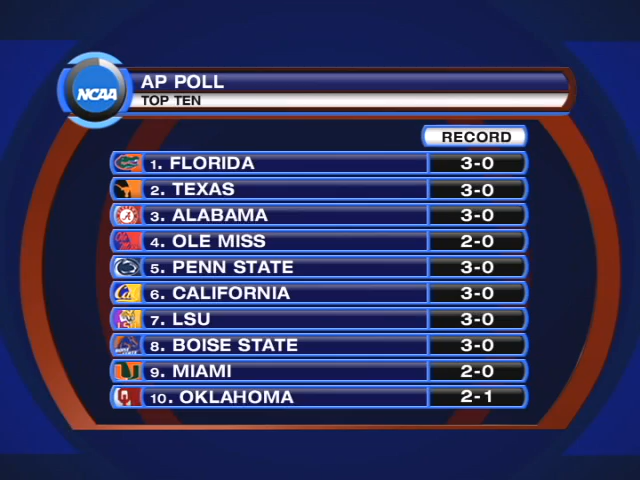 NCAA
AP POLL
TOP TEN
RECORD
1. FLORIDA 3-0
2. TEXAS 3-0
3. ALABAMA 3-0
4. OLE MISS 2-0
5. PENN STATE 3-0
6. CALIFORNIA 3-0
7. LSU 3-0
8. BOISE STATE 3-0
9. MIAMI 2-0
10. OKLAHOMA 2-1